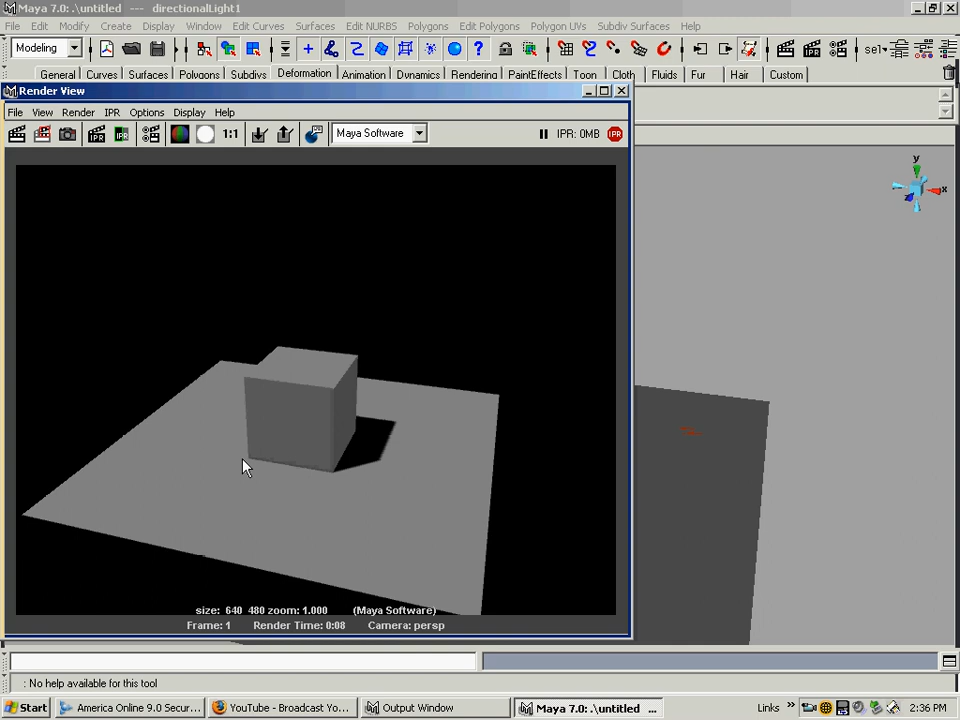 Maya 7.0: .\untitled --- directionalLight1
File Edit Modify Create Display Window Edit Curves Surfaces Edit NURBS Polygons Edit Polygons Polygon UVs Subdiv Surfaces Help
Modeling
sel
General Curves Surfaces Polygons Subdivs Deformation Animation Dynamics Rendering PaintEffects Toon Cloth Fluids Fur Hair Custom
Render View
File View Render IPR Options Display Help
IPR IPR 1:1 Maya Software IPR: 0MB IPR
y
x
size: 640 480 zoom: 1.000 (Maya Software)
Frame: 1 Render Time: 0:08 Camera: persp
: No help available for this tool
Start America Online 9.0 Secur... YouTube - Broadcast Yo... Output Window Maya 7.0: .\untitled ... Links » 2:36 PM